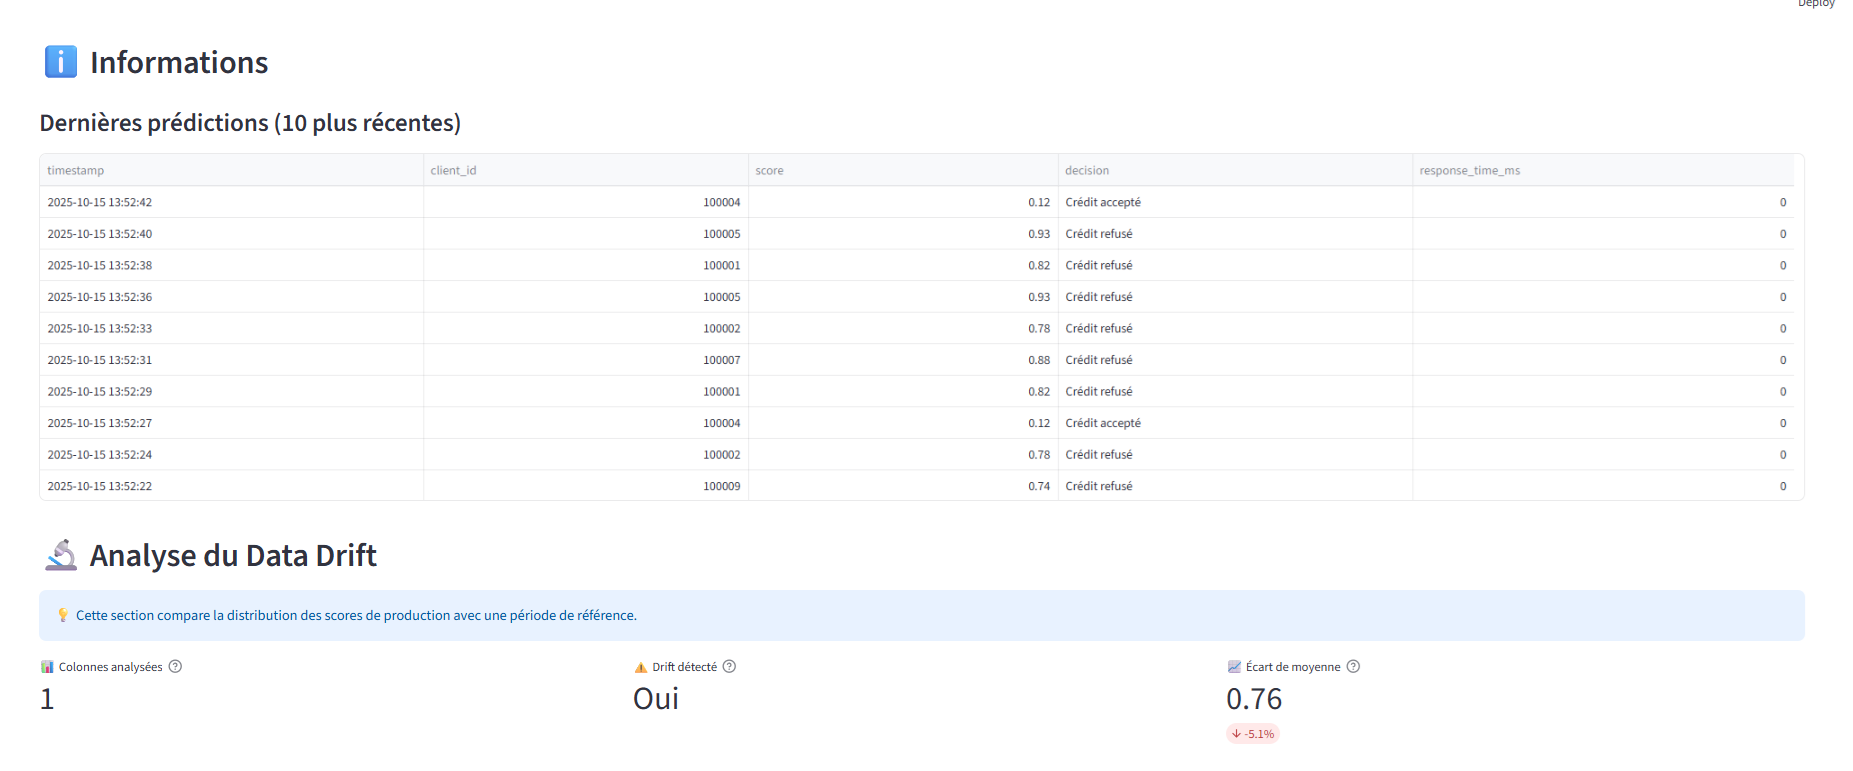 Deploy
Informations
Dernières prédictions (10 plus récentes)
timestamp client_id score decision response_time_ms
2025-10-15 13:52:42 100004 0.12 Crédit accepté 0
2025-10-15 13:52:40 100005 0.93 Crédit refusé 0
2025-10-15 13:52:38 100001 0.82 Crédit refusé 0
2025-10-15 13:52:36 100005 0.93 Crédit refusé 0
2025-10-15 13:52:33 100002 0.78 Crédit refusé 0
2025-10-15 13:52:31 100007 0.88 Crédit refusé 0
2025-10-15 13:52:29 100001 0.82 Crédit refusé 0
2025-10-15 13:52:27 100004 0.12 Crédit accepté 0
2025-10-15 13:52:24 100002 0.78 Crédit refusé 0
2025-10-15 13:52:22 100009 0.74 Crédit refusé 0
Analyse du Data Drift
Cette section compare la distribution des scores de production avec une période de référence.
Colonnes analysées Drift détecté Écart de moyenne
1 Oui 0.76
-5.1%